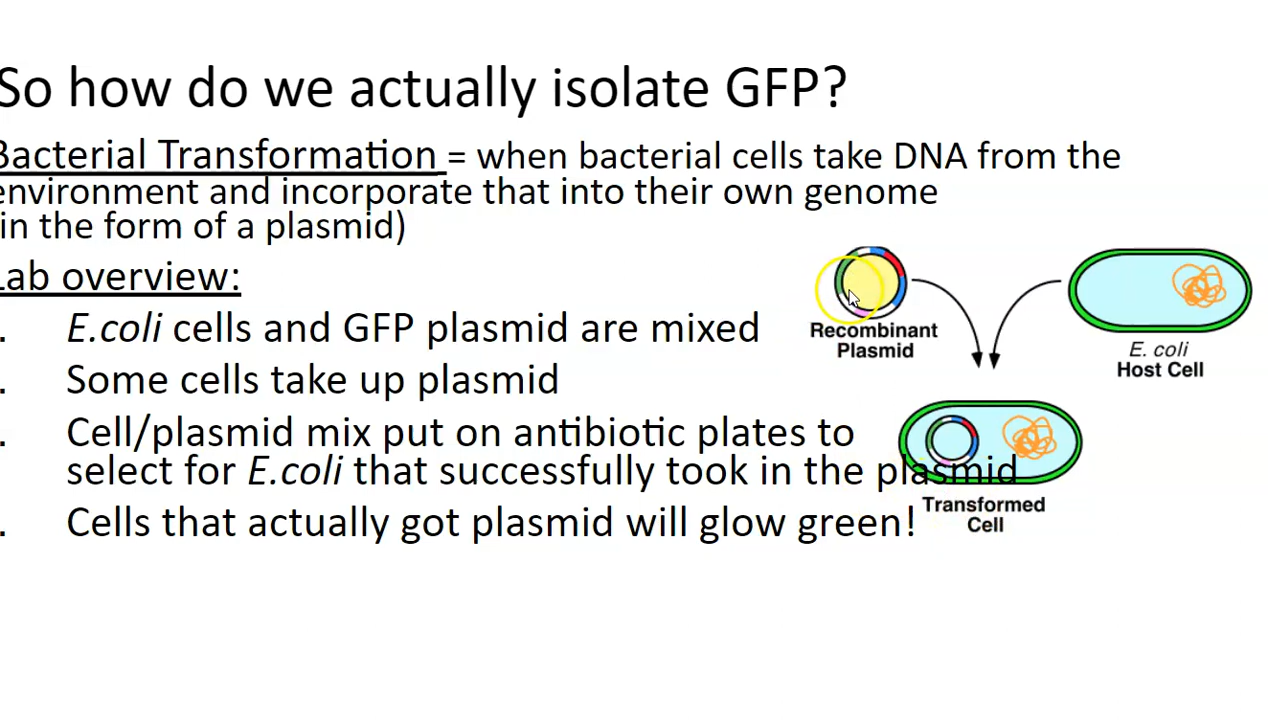 So how do we actually isolate GFP?
Bacterial Transformation = when bacterial cells take DNA from the
environment and incorporate that into their own genome
in the form of a plasmid)
Lab overview:
. E.coli cells and GFP plasmid are mixed
. Some cells take up plasmid
. Cell/plasmid mix put on antibiotic plates to
select for E.coli that successfully took in the plasmid
. Cells that actually got plasmid will glow green!
Recombinant
Plasmid
E. coli
Host Cell
Transformed
Cell